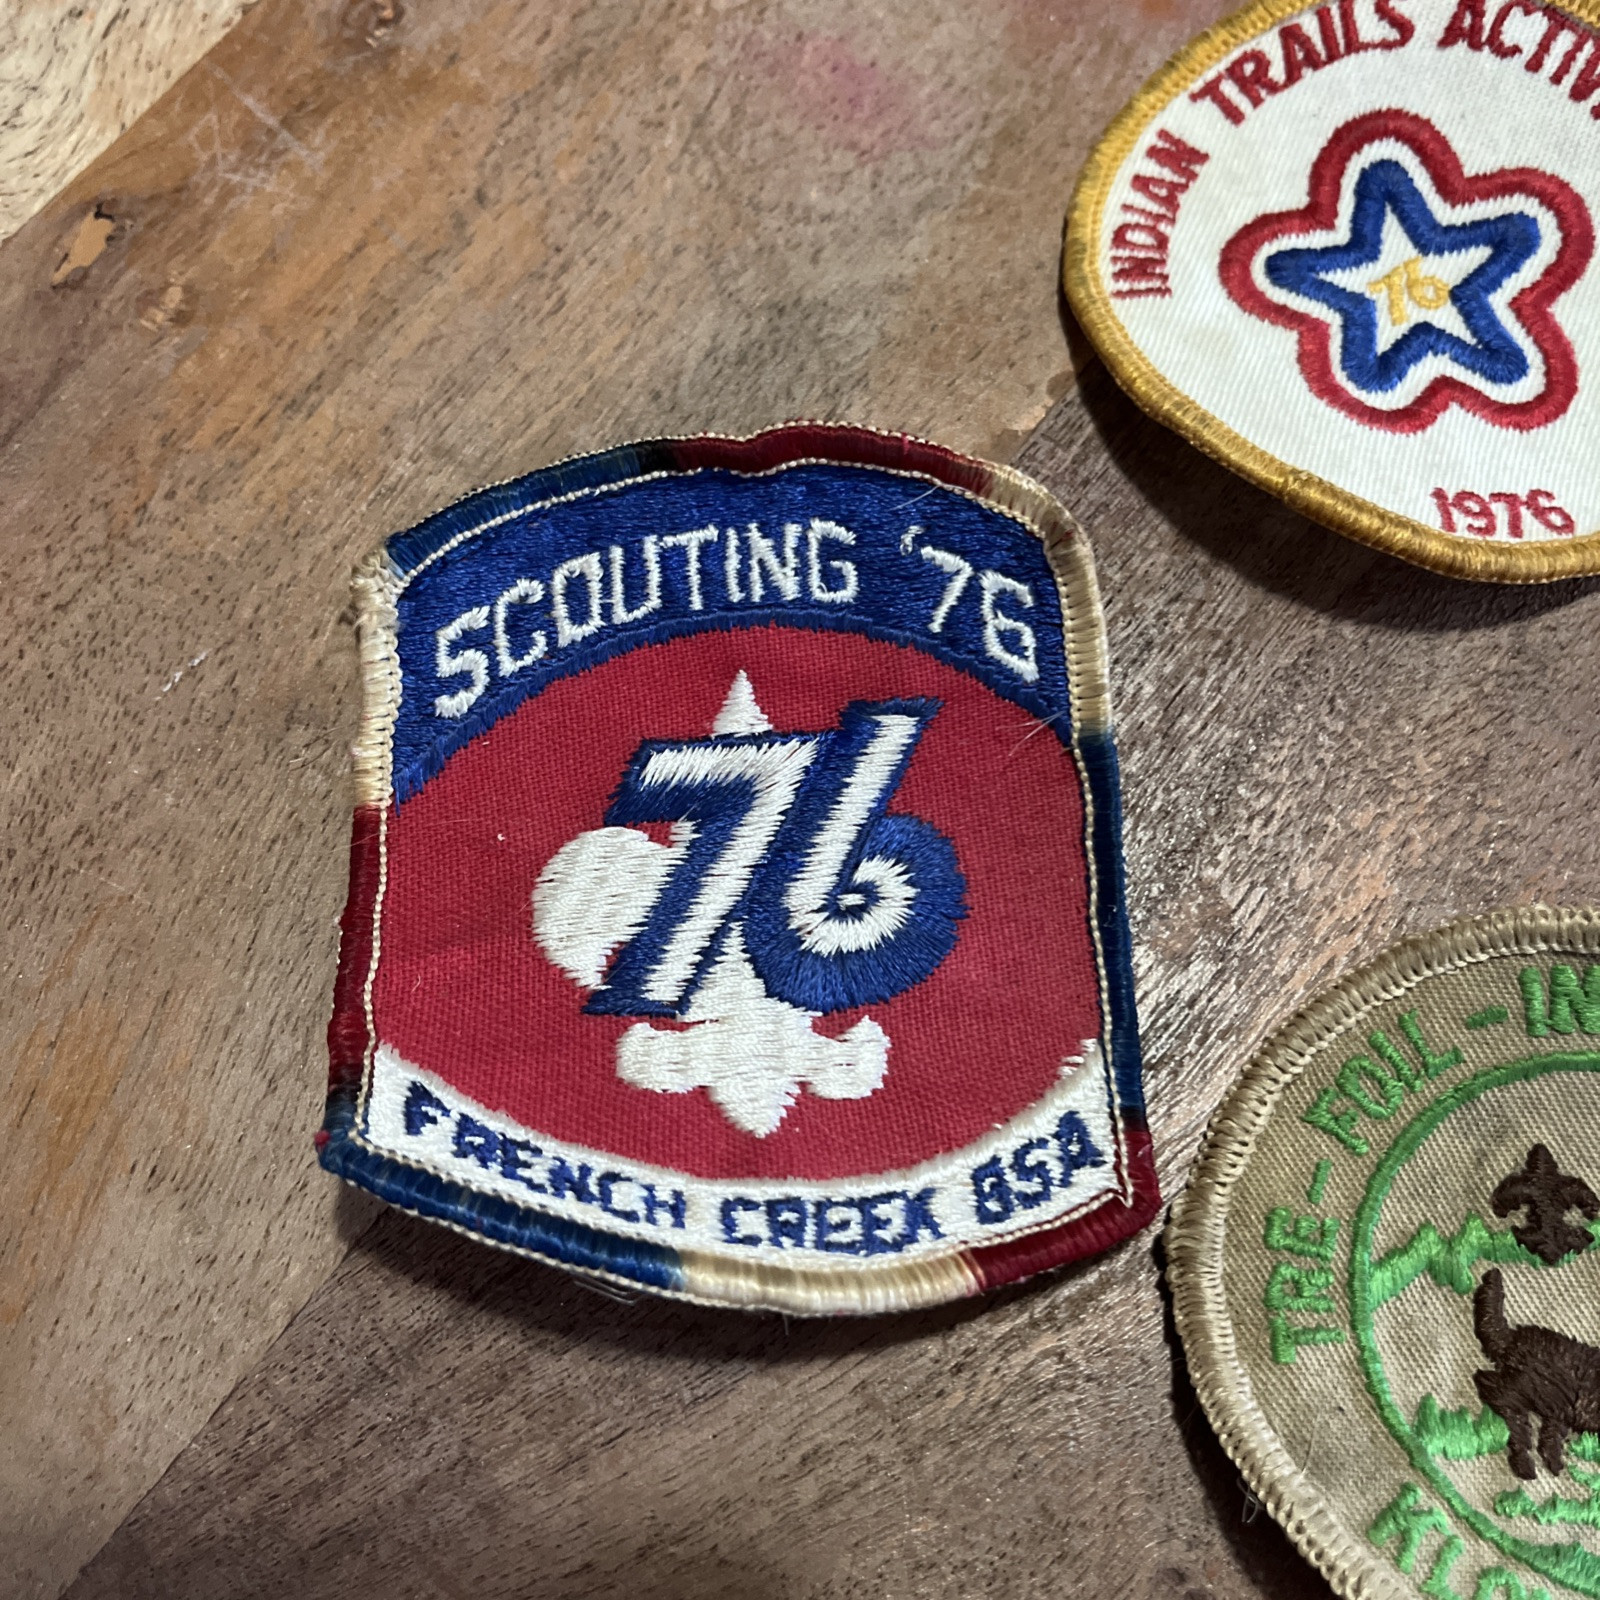 INDIAN TRAILS
76
1976
SCOUTING '76
76
FRENCH CREEK BSA
TRE-FOIL-